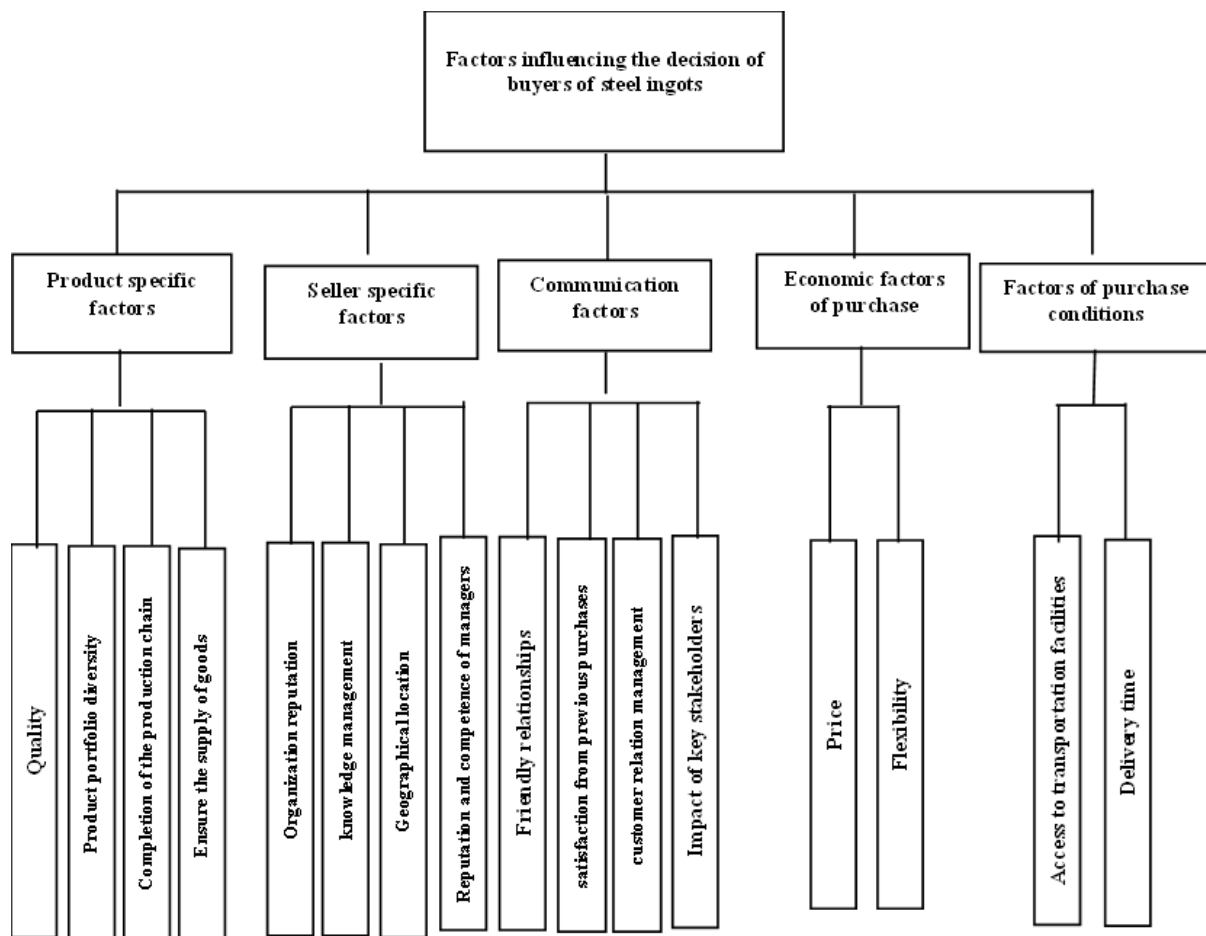 Factors influencing the decision of
buyers of steel ingots
Product specific
factors
Seller specific
factors
Communication
factors
Economic factors
of purchase
Factors of purchase
conditions
Quality
Product portfolio diversity
Completion of the production chain
Ensure the supply of goods
Organization reputation
knowledge management
Geographical location
Reputation and competence of managers
Friendly relationships
satisfaction from previous purchases
customer relation management
Impact of key stakeholders
Price
Flexibility
Access to transportation facilities
Delivery time